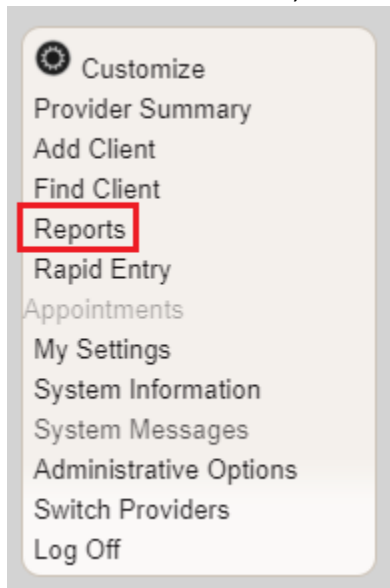 Customize
Provider Summary
Add Client
Find Client
Reports
Rapid Entry
Appointments
My Settings
System Information
System Messages
Administrative Options
Switch Providers
Log Off